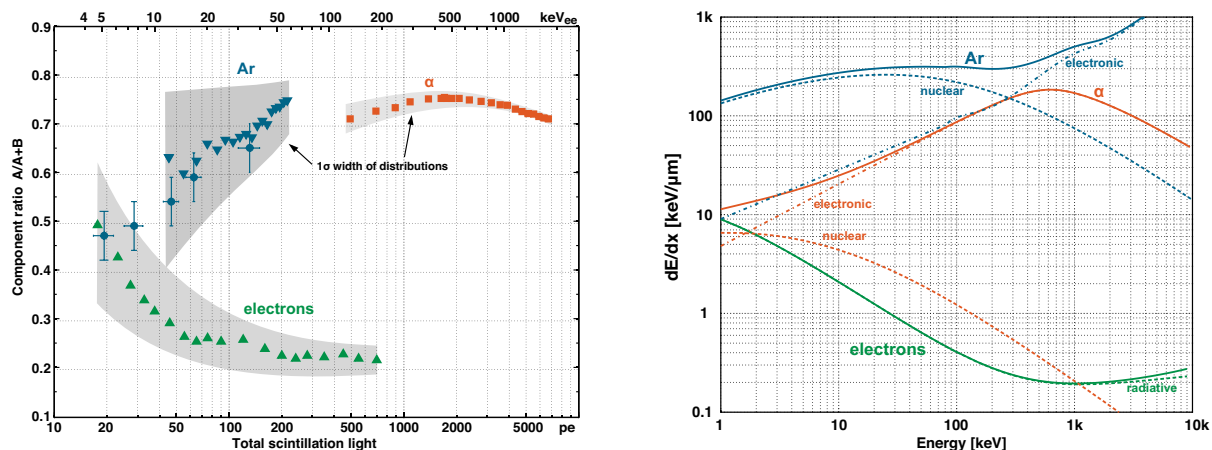 4 5 10 20 50 100 200 500 1000 keVee
0.9
0.8
0.7
0.6
0.5
0.4
0.3
0.2
0.1
Component ratio A/A+B
Ar
α
1σ width of distributions
electrons
10 20 50 100 200 500 1000 2000 5000 pe
Total scintillation light
1k
100
10
1
0.1
dE/dx [keV/μm]
Ar
electronic
nuclear
α
electronic
nuclear
electrons
radiative
1 10 100 1k 10k
Energy [keV]